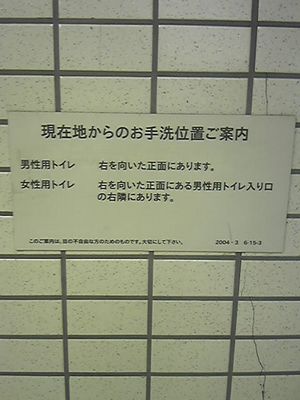 現在地からのお手洗位置ご案内
男性用トイレ 右を向いた正面にあります。
女性用トイレ 右を向いた正面にある男性用トイレ入り口
の右隣にあります。
このご案内は、目の不自由な方のためのものです。大切にして下さい。 2004・3 6-15-3